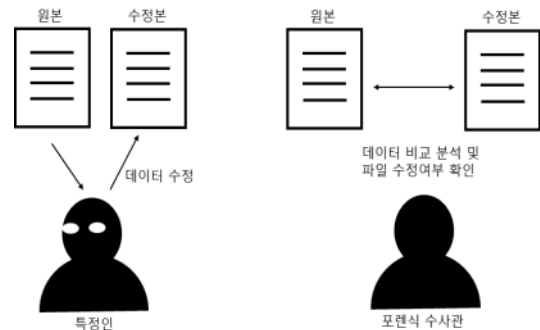 원본
수정본
데이터 수정
특정인
원본
수정본
데이터 비교 분석 및
파일 수정여부 확인
포렌식 수사관